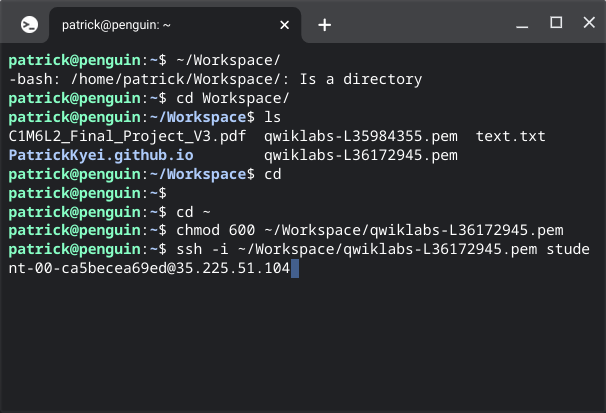 patrick@penguin: ~
patrick@penguin:~$ ~/Workspace/
-bash: /home/patrick/Workspace/: Is a directory
patrick@penguin:~$ cd Workspace/
patrick@penguin:~/Workspace$ ls
C1M6L2_Final_Project_V3.pdf  qwiklabs-L35984355.pem  text.txt
PatrickKyei.github.io        qwiklabs-L36172945.pem
patrick@penguin:~/Workspace$ cd
patrick@penguin:~$
patrick@penguin:~$ cd ~
patrick@penguin:~$ chmod 600 ~/Workspace/qwiklabs-L36172945.pem
patrick@penguin:~$ ssh -i ~/Workspace/qwiklabs-L36172945.pem stude
nt-00-ca5becea69ed@35.225.51.104